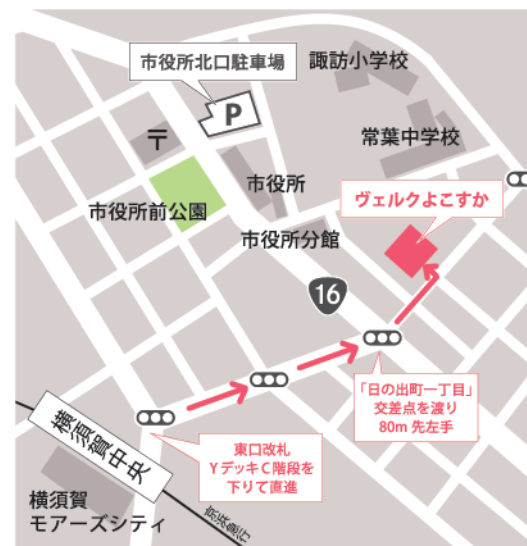 市役所北口駐車場
諏訪小学校
P
〒
常葉中学校
市役所
ヴェルクよこすか
市役所前公園
市役所分館
16
「日の出町一丁目」
交差点を渡り
80m 先左手
横須賀中央
東口改札
YデッキC階段を
下りて直進
横須賀
モアーズシティ
京浜急行